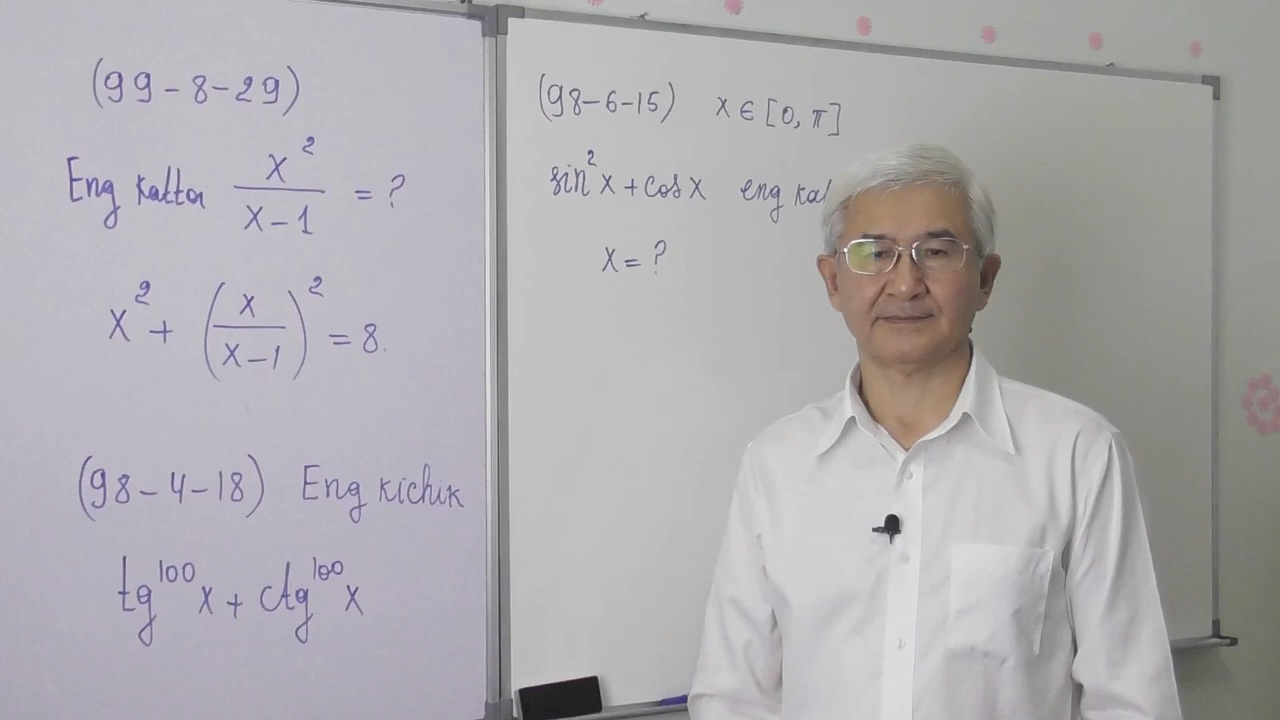 (99-8-29)
Eng katta x²/(x-1) = ?
x² + (x/(x-1))² = 8.
(98-4-18) Eng kichik
tg¹⁰⁰x + ctg¹⁰⁰x
(98-6-15) x ∈ [0, π]
sin²x + cos x eng
x = ?